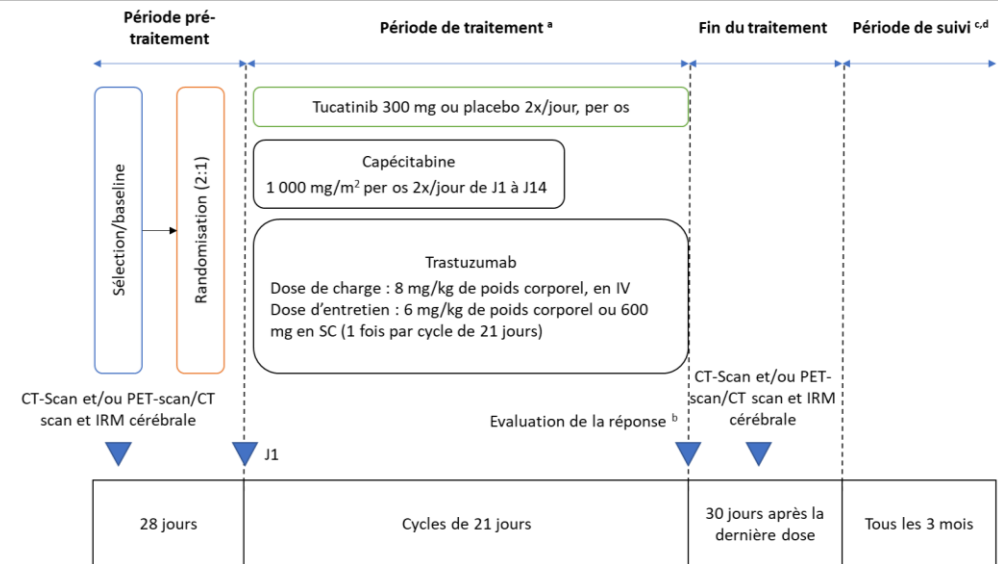 Période pré-
traitement
Période de traitement a
Fin du traitement
Période de suivi c,d
Sélection/baseline
Randomisation (2:1)
Tucatinib 300 mg ou placebo 2x/jour, per os
Capécitabine
1 000 mg/m2 per os 2x/jour de J1 à J14
Trastuzumab
Dose de charge : 8 mg/kg de poids corporel, en IV
Dose d’entretien : 6 mg/kg de poids corporel ou 600
mg en SC (1 fois par cycle de 21 jours)
CT-Scan et/ou PET-scan/CT
scan et IRM cérébrale
J1
Evaluation de la réponse b
CT-Scan et/ou PET-
scan/CT scan et IRM
cérébrale
28 jours
Cycles de 21 jours
30 jours après la
dernière dose
Tous les 3 mois